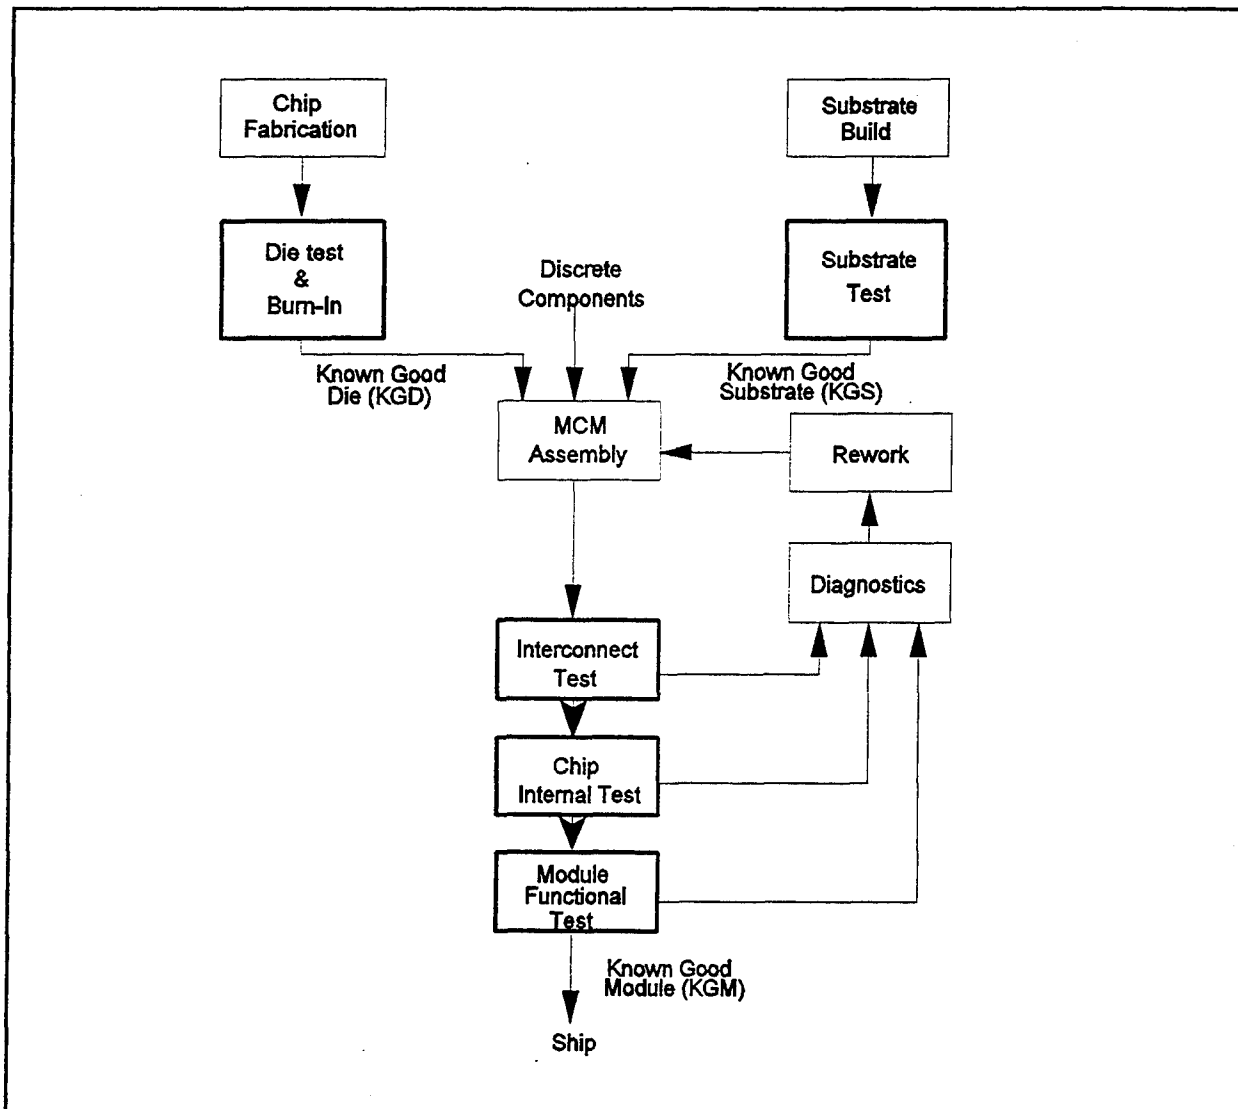 Chip
Fabrication
Substrate
Build
Die test
&
Burn-In
Discrete
Components
Substrate
Test
Known Good
Die (KGD)
Known Good
Substrate (KGS)
MCM
Assembly
Rework
Diagnostics
Interconnect
Test
Chip
Internal Test
Module
Functional
Test
Known Good
Module (KGM)
Ship